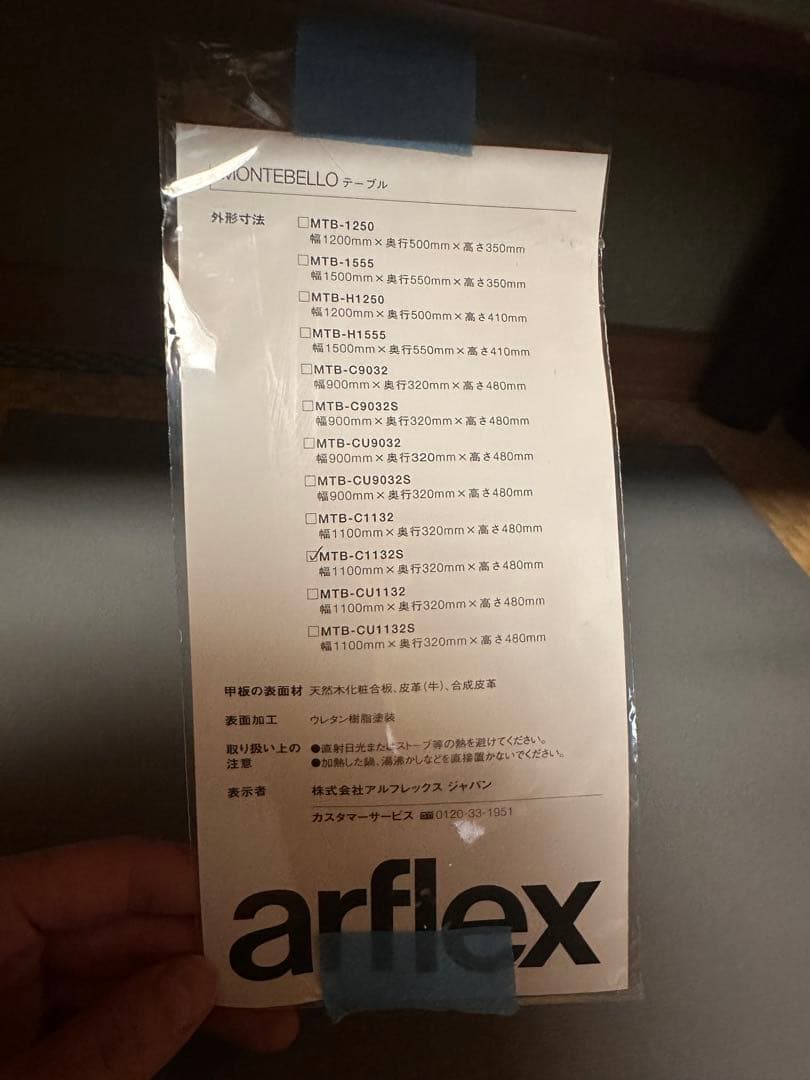 MONTEBELLO テーブル
外形寸法
□MTB-1250
幅1200mm×奥行500mm×高さ350mm
□MTB-1555
幅1500mm×奥行550mm×高さ350mm
□MTB-H1250
幅1200mm×奥行500mm×高さ410mm
□MTB-H1555
幅1500mm×奥行550mm×高さ410mm
□MTB-C9032
幅900mm×奥行320mm×高さ480mm
□MTB-C9032S
幅900mm×奥行320mm×高さ480mm
□MTB-CU9032
幅900mm×奥行320mm×高さ480mm
□MTB-CU9032S
幅900mm×奥行320mm×高さ480mm
□MTB-C1132
幅1100mm×奥行320mm×高さ480mm
☑MTB-C1132S
幅1100mm×奥行320mm×高さ480mm
□MTB-CU1132
幅1100mm×奥行320mm×高さ480mm
□MTB-CU1132S
幅1100mm×奥行320mm×高さ480mm
甲板の表面材 天然木化粧合板、皮革(牛)、合成皮革
表面加工 ウレタン樹脂塗装
取り扱い上の注意 ●直射日光またはストーブ等の熱を避けてください。
●加熱した鍋、湯沸かしなどを直接置かないでください。
表示者 株式会社アルフレックス ジャパン
カスタマーサービス 0120-33-1951
arflex